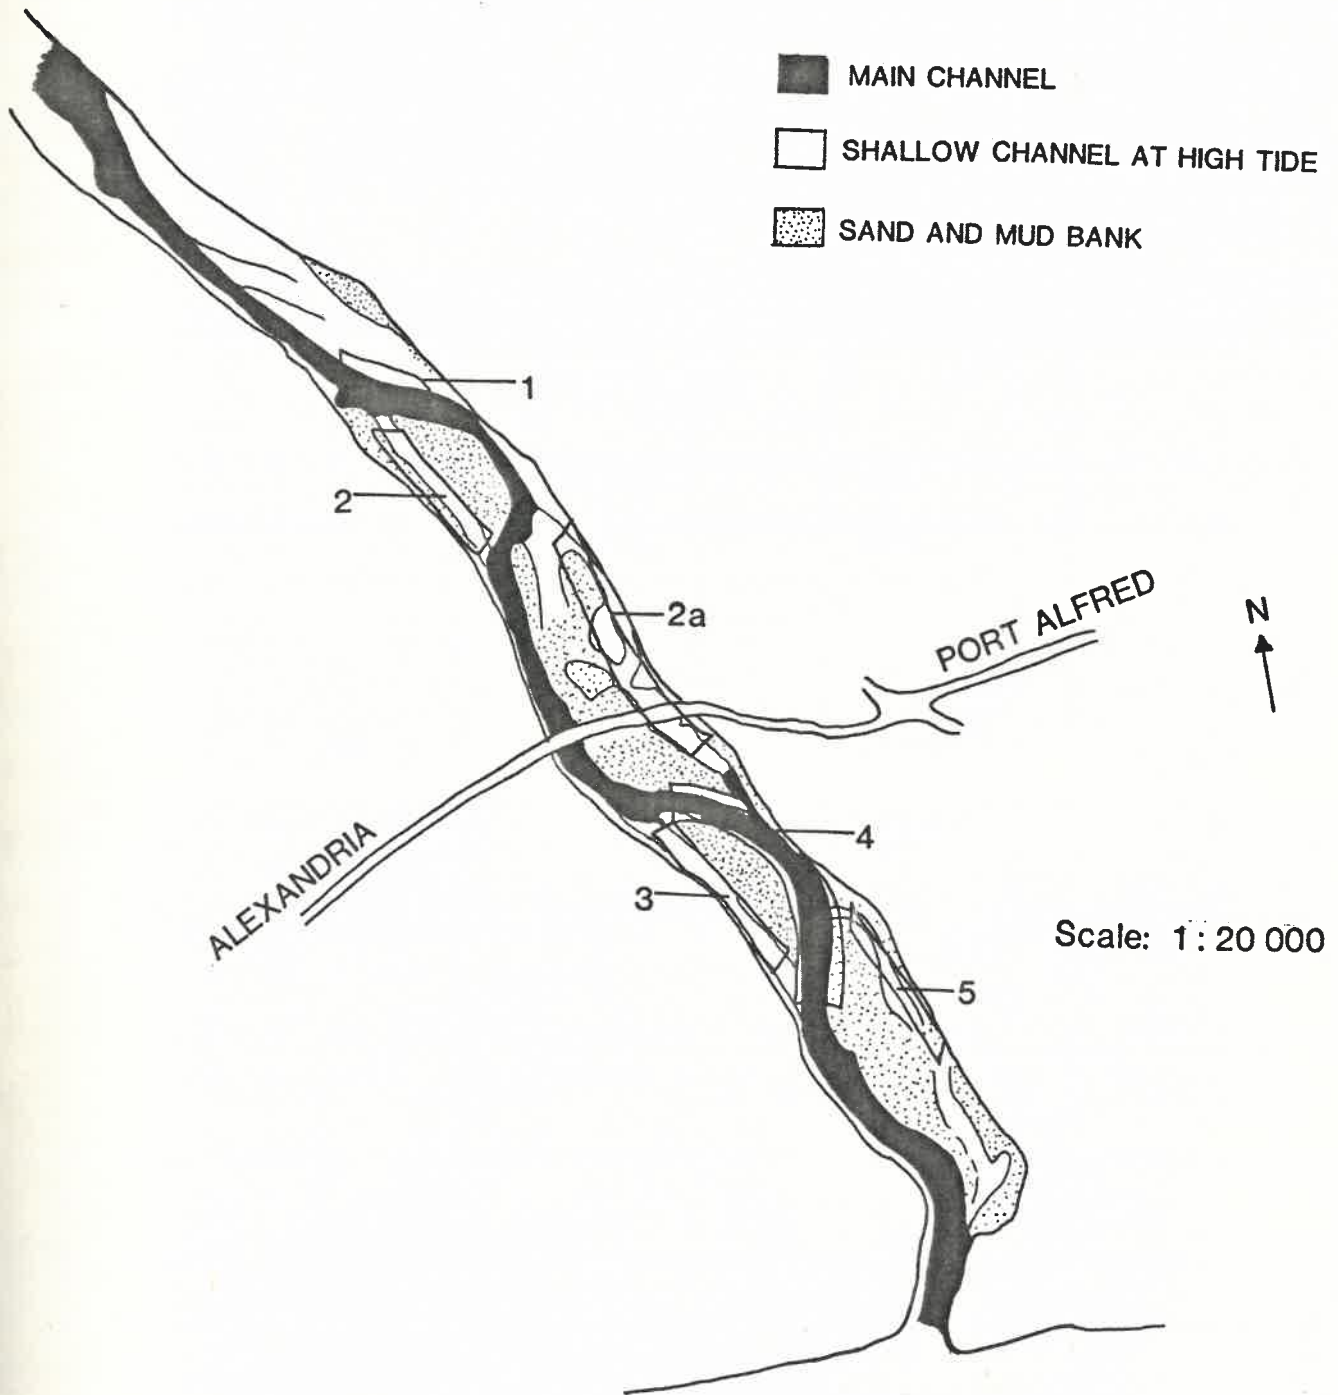 MAIN CHANNEL
SHALLOW CHANNEL AT HIGH TIDE
SAND AND MUD BANK
1
2
2a
PORT ALFRED
N
4
ALEXANDRIA
3
Scale: 1 : 20 000
5